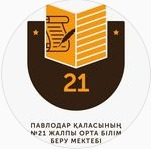 21
ПАВЛОДАР ҚАЛАСЫНЫҢ
№21 ЖАЛПЫ ОРТА БІЛІМ
БЕРУ МЕКТЕБІ